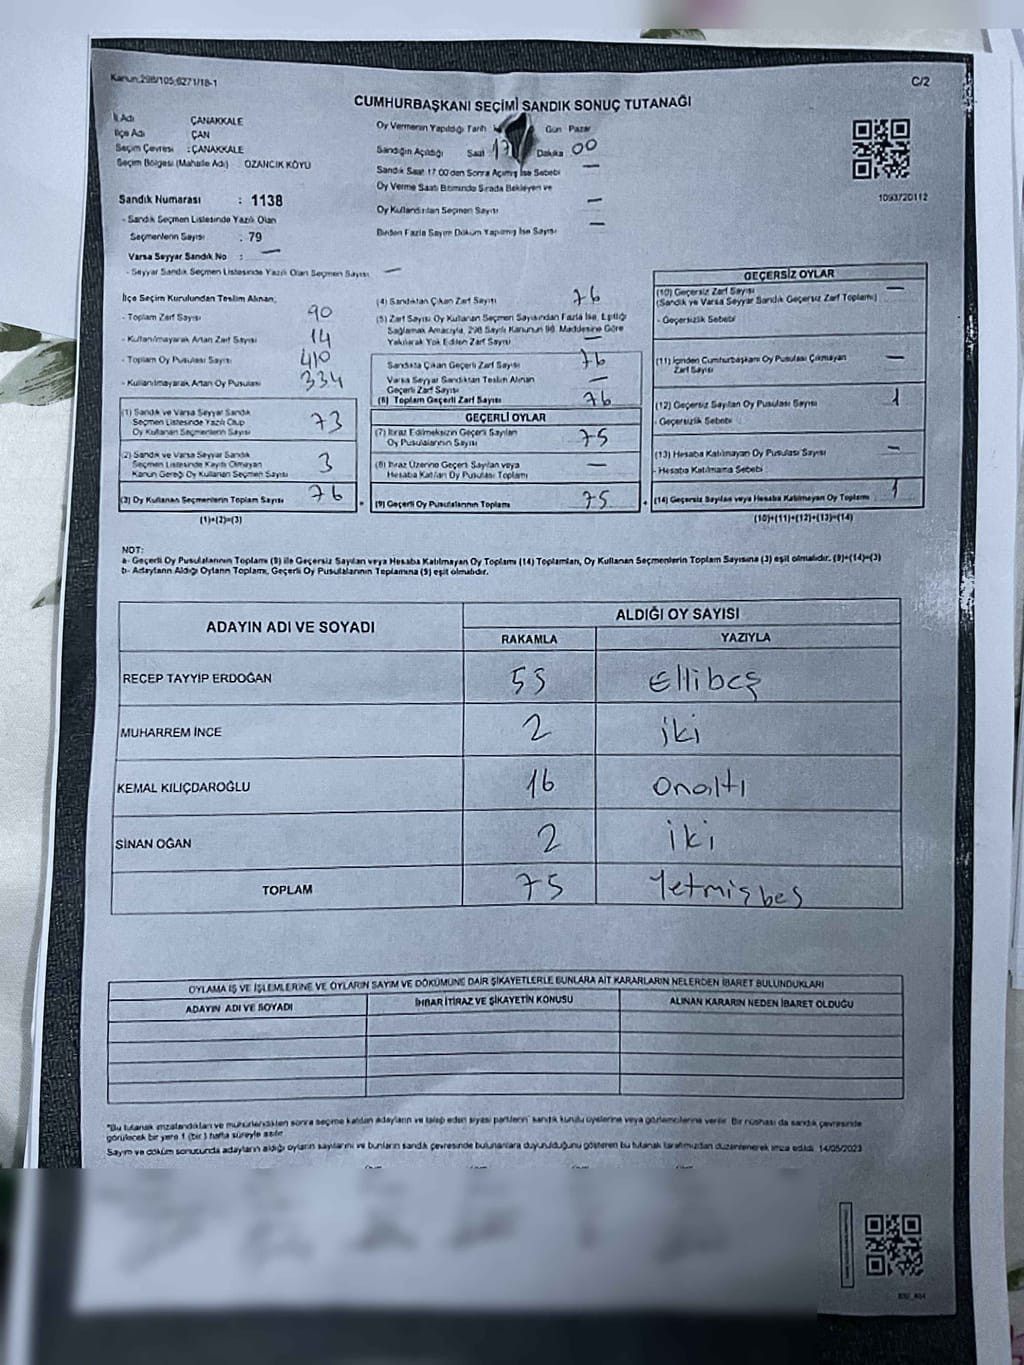 Kanun:298/105;6271/18-1
C/2
CUMHURBAŞKANI SEÇİMİ SANDIK SONUÇ TUTANAĞI
İl Adı ÇANAKKALE
İlçe Adı ÇAN
Seçim Çevresi : ÇANAKKALE
Seçim Bölgesi (Mahalle Adı) : OZANCIK KÖYÜ
Sandık Numarası : 1138
- Sandık Seçmen Listesinde Yazılı Olan
Seçmenlerin Sayısı : 79
Varsa Seyyar Sandık No : —
- Seyyar Sandık Seçmen Listesinde Yazılı Olan Seçmen Sayısı —
Oy Vermenin Yapıldığı Tarih Gün Pazar
Sandığın Açıldığı Saat 17 Dakika 00
Sandık Saat 17.00'den Sonra Açılmış İse Sebebi —
Oy Verme Saati Bitiminde Sırada Bekleyen ve
Oy Kullandırılan Seçmen Sayısı —
Birden Fazla Sayım Döküm Yapılmış İse Sayısı —
1093720112
İlçe Seçim Kurulundan Teslim Alınan;
- Toplam Zarf Sayısı 90
- Kullanılmayarak Artan Zarf Sayısı 14
- Toplam Oy Pusulası Sayısı 410
- Kullanılmayarak Artan Oy Pusulası 334
(1) Sandık ve Varsa Seyyar Sandık
Seçmen Listesinde Yazılı Olup
Oy Kullanan Seçmenlerin Sayısı 73
(2) Sandık ve Varsa Seyyar Sandık
Seçmen Listesinde Kayıtlı Olmayan
Kanun Gereği Oy Kullanan Seçmen Sayısı 3
(3) Oy Kullanan Seçmenlerin Toplam Sayısı 76
(1)+(2)=(3)
(4) Sandıktan Çıkan Zarf Sayısı 76
(5) Zarf Sayısı Oy Kullanan Seçmen Sayısından Fazla İse, Eşitliği
Sağlamak Amacıyla, 298 Sayılı Kanunun 98. Maddesine Göre
Yakılarak Yok Edilen Zarf Sayısı —
Sandıkta Çıkan Geçerli Zarf Sayısı 76
Varsa Seyyar Sandıktan Teslim Alınan
Geçerli Zarf Sayısı —
(6) Toplam Geçerli Zarf Sayısı 76
GEÇERLİ OYLAR
(7) İtiraz Edilmeksizin Geçerli Sayılan
Oy Pusulalarının Sayısı 75
(8) İtiraz Üzerine Geçerli Sayılan veya
Hesaba Katılan Oy Pusulası Toplamı —
(9) Geçerli Oy Pusulalarının Toplamı 75
GEÇERSİZ OYLAR
(10) Geçersiz Zarf Sayısı —
(Sandık ve Varsa Seyyar Sandık Geçersiz Zarf Toplamı)
- Geçersizlik Sebebi
(11) İçinden Cumhurbaşkanı Oy Pusulası Çıkmayan
Zarf Sayısı —
(12) Geçersiz Sayılan Oy Pusulası Sayısı 1
- Geçersizlik Sebebi :
(13) Hesaba Katılmayan Oy Pusulası Sayısı —
- Hesaba Katılmama Sebebi :
(14) Geçersiz Sayılan veya Hesaba Katılmayan Oy Toplamı 1
(10)+(11)+(12)+(13)=(14)
NOT:
a- Geçerli Oy Pusulalarının Toplamı (9) ile Geçersiz Sayılan veya Hesaba Katılmayan Oy Toplamı (14) Toplamları, Oy Kullanan Seçmenlerin Toplam Sayısına (3) eşit olmalıdır. (9)+(14)=(3)
b- Adayların Aldığı Oyların Toplamı, Geçerli Oy Pusulalarının Toplamına (9) eşit olmalıdır.
ADAYIN ADI VE SOYADI ALDIĞI OY SAYISI
RAKAMLA YAZIYLA
RECEP TAYYİP ERDOĞAN 55 Ellibeş
MUHARREM İNCE 2 iki
KEMAL KILIÇDAROĞLU 16 Onaltı
SİNAN OĞAN 2 iki
TOPLAM 75 Yetmişbeş
OYLAMA İŞ VE İŞLEMLERİNE VE OYLARIN SAYIM VE DÖKÜMÜNE DAİR ŞİKAYETLERLE BUNLARA AİT KARARLARIN NELERDEN İBARET BULUNDUKLARI
ADAYIN ADI VE SOYADI İHBAR İTİRAZ VE ŞİKAYETİN KONUSU ALINAN KARARIN NEDEN İBARET OLDUĞU
"Bu tutanak imzalandıktan ve mühürlendikten sonra seçime katılan adayların ve talep eden siyasi partilerin sandık kurulu üyelerine veya gözlemcilerine verilir. Bir nüshası da sandık çevresinde
görülecek bir yere 1 (bir) hafta süreyle asılır
Sayım ve döküm sonucunda adayların aldığı oyların sayılarını ve bunların sandık çevresinde bulunanlara duyurulduğunu gösteren bu tutanak tarafımızdan düzenlenerek imza edildi. 14/05/2023